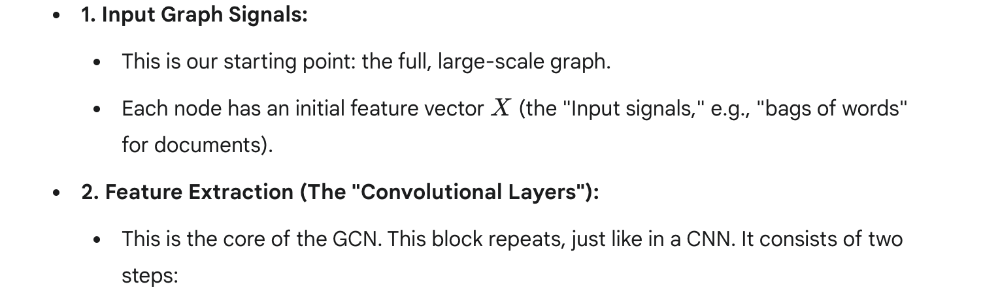 • 1. Input Graph Signals:
• This is our starting point: the full, large-scale graph.
• Each node has an initial feature vector X (the "Input signals," e.g., "bags of words"
for documents).
• 2. Feature Extraction (The "Convolutional Layers"):
• This is the core of the GCN. This block repeats, just like in a CNN. It consists of two
steps: